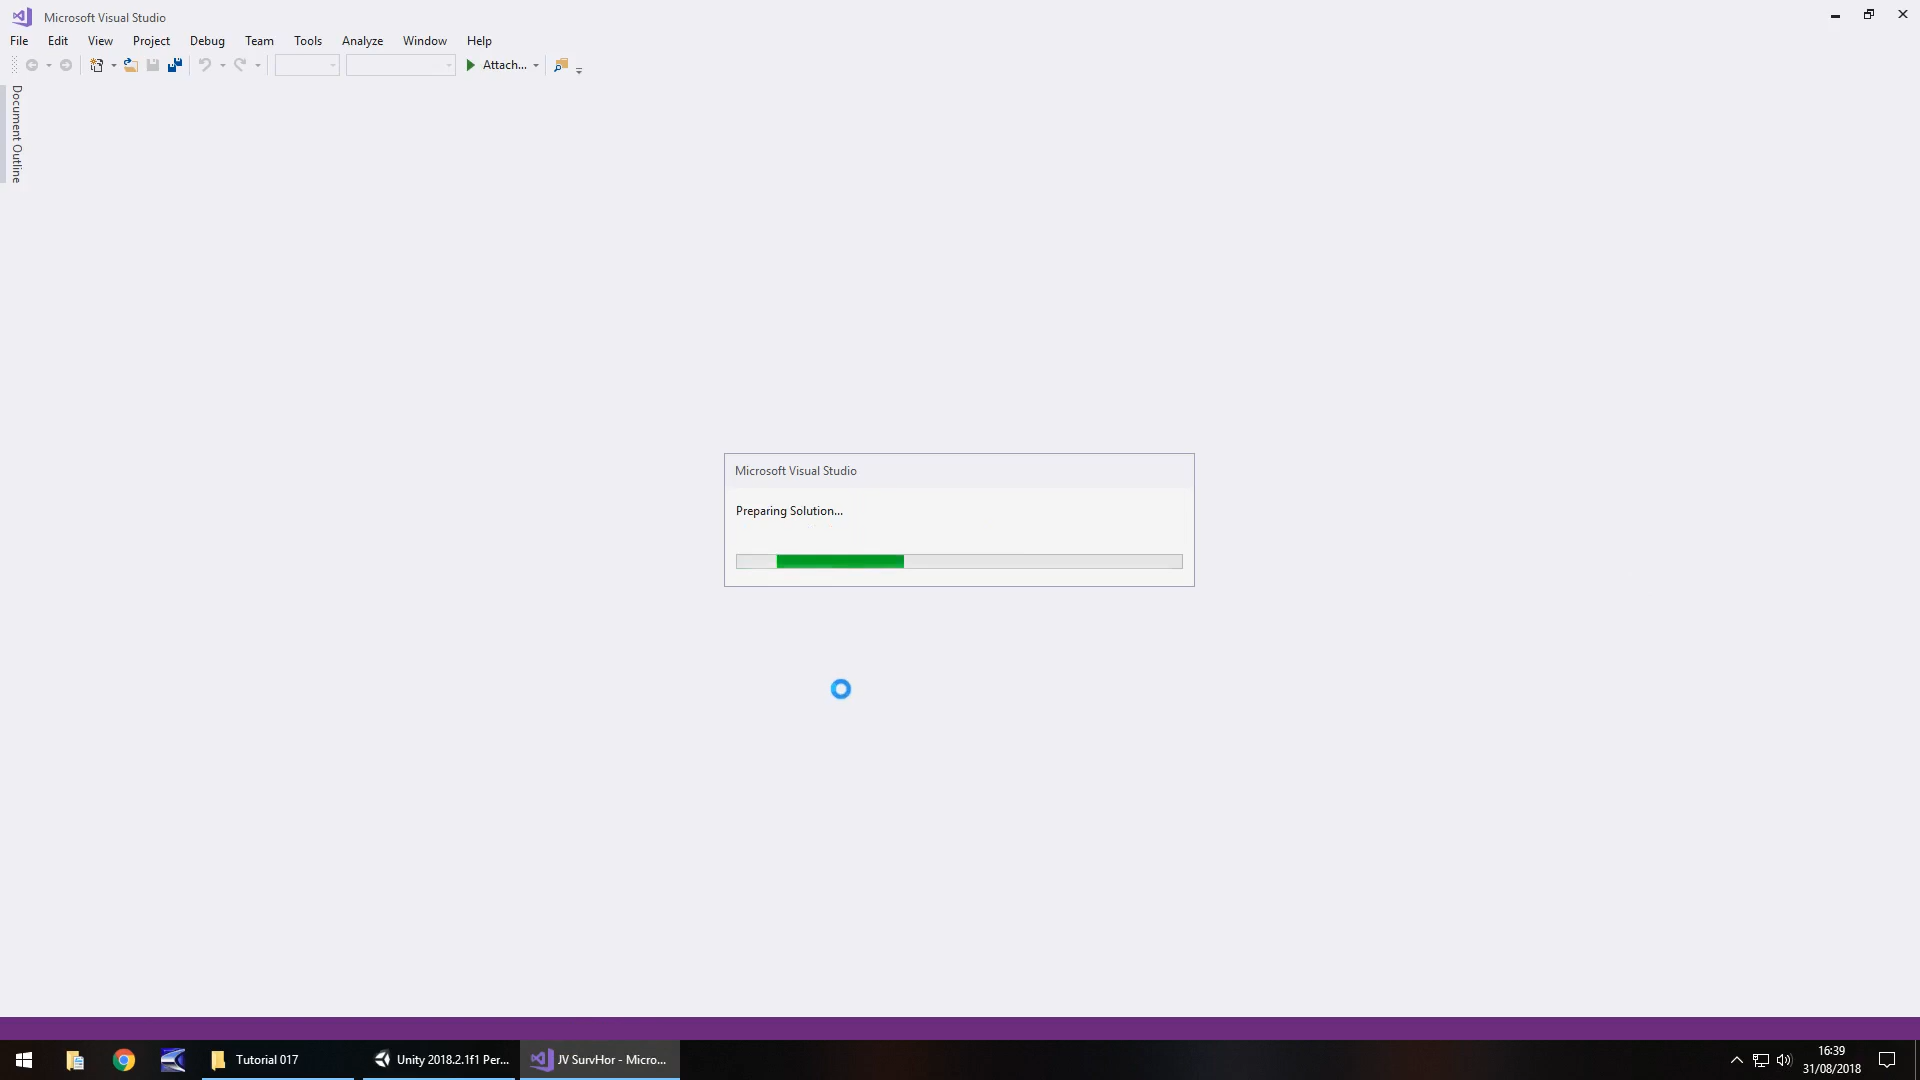 Microsoft Visual Studio
File Edit View Project Debug Team Tools Analyze Window Help
Attach...
Document Outline
Microsoft Visual Studio
Preparing Solution...
Tutorial 017
Unity 2018.2.1f1 Per...
JV SurvHor - Micro...
16:39
31/08/2018